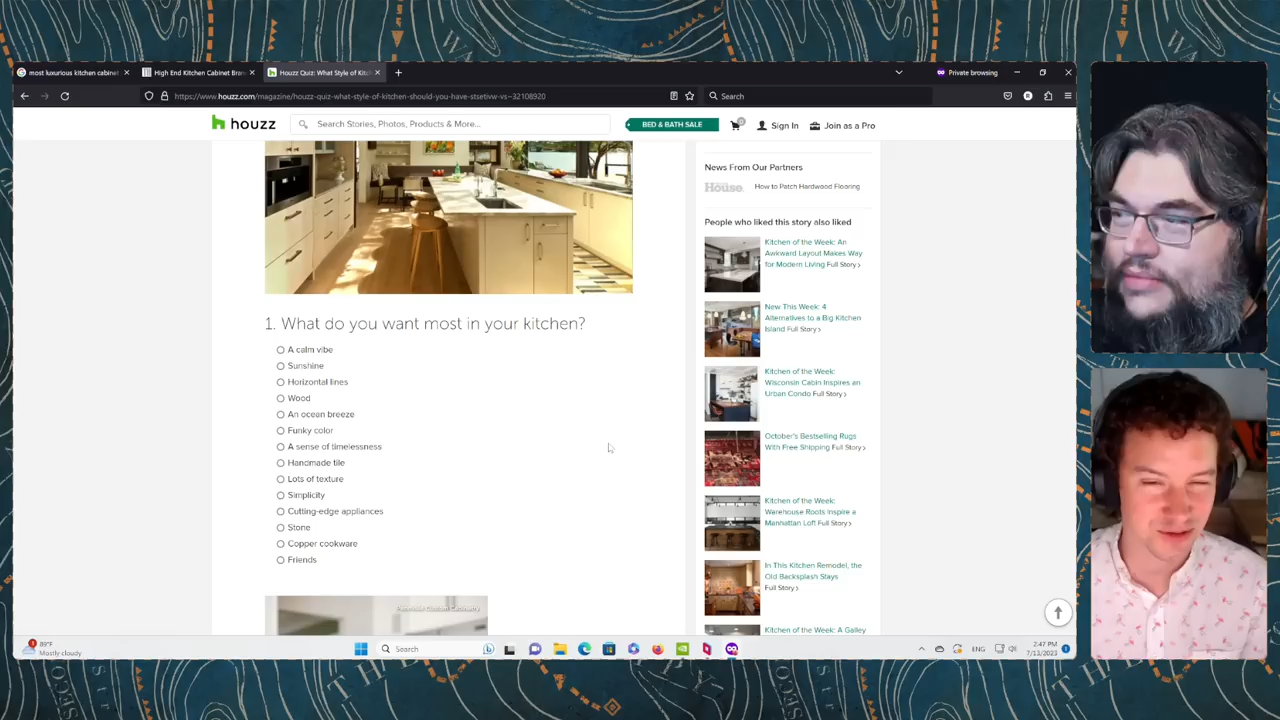 most luxurious kitchen cabinet
High End Kitchen Cabinet Bran
Houzz Quiz: What Style of Kitc
Private browsing
https://www.houzz.com/magazine/houzz-quiz-what-style-of-kitchen-should-you-have-stsetivw-vs~32108920
Search
houzz
Search Stories, Photos, Products & More...
BED & BATH SALE
0
Sign In
Join as a Pro
News From Our Partners
House
How to Patch Hardwood Flooring
People who liked this story also liked
Kitchen of the Week: An
Awkward Layout Makes Way
for Modern Living Full Story
New This Week: 4
Alternatives to a Big Kitchen
Island Full Story
Kitchen of the Week:
Wisconsin Cabin Inspires an
Urban Condo Full Story
October's Bestselling Rugs
With Free Shipping Full Story
Kitchen of the Week:
Warehouse Roots Inspire a
Manhattan Loft Full Story
In This Kitchen Remodel, the
Old Backsplash Stays
Full Story
Kitchen of the Week: A Galley
1. What do you want most in your kitchen?
A calm vibe
Sunshine
Horizontal lines
Wood
An ocean breeze
Funky color
A sense of timelessness
Handmade tile
Lots of texture
Simplicity
Cutting-edge appliances
Stone
Copper cookware
Friends
Custom Cabinetry
89°F
Mostly cloudy
Search
ENG
2:47 PM
7/13/2023